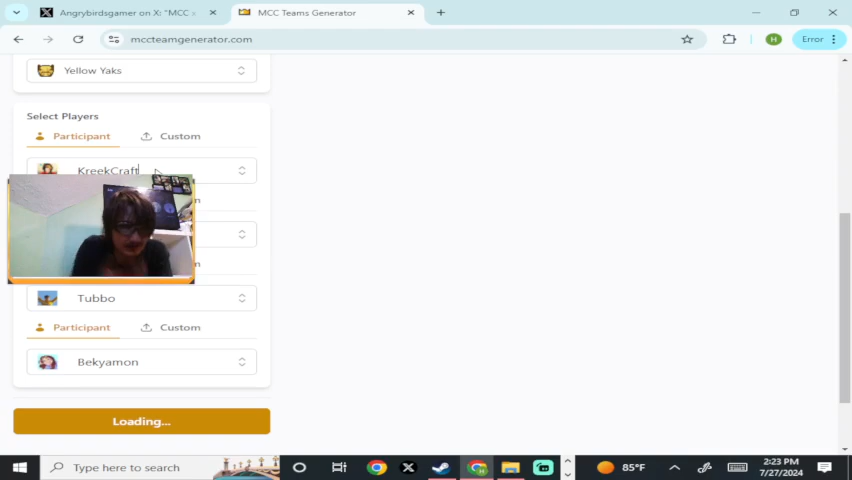 Angrybirdsgamer on X: "MCC x
MCC Teams Generator
mccteamgenerator.com
Error
Yellow Yaks
Select Players
Participant Custom
KreekCraft
Tubbo
Participant Custom
Bekyamon
Loading...
Type here to search
85°F
2:23 PM
7/27/2024